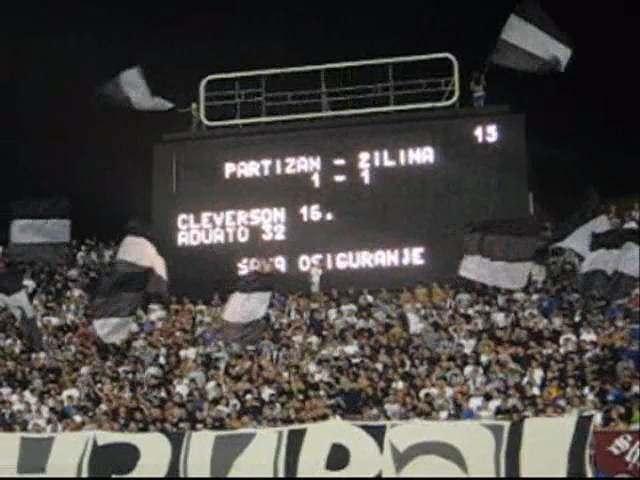 15
PARTIZAN - ZILINA
1 - 1
CLEVERSON 16.
ADUATO 32
SAVA OSIGURANJE